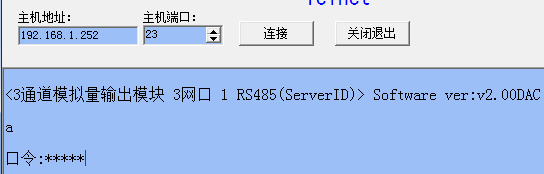 Telnet
主机地址: 主机端口:
192.168.1.252 23 连接 关闭退出
<3通道模拟量输出模块 3网口 1 RS485(ServerID)> Software ver:v2.00DAC
a
口令:*****